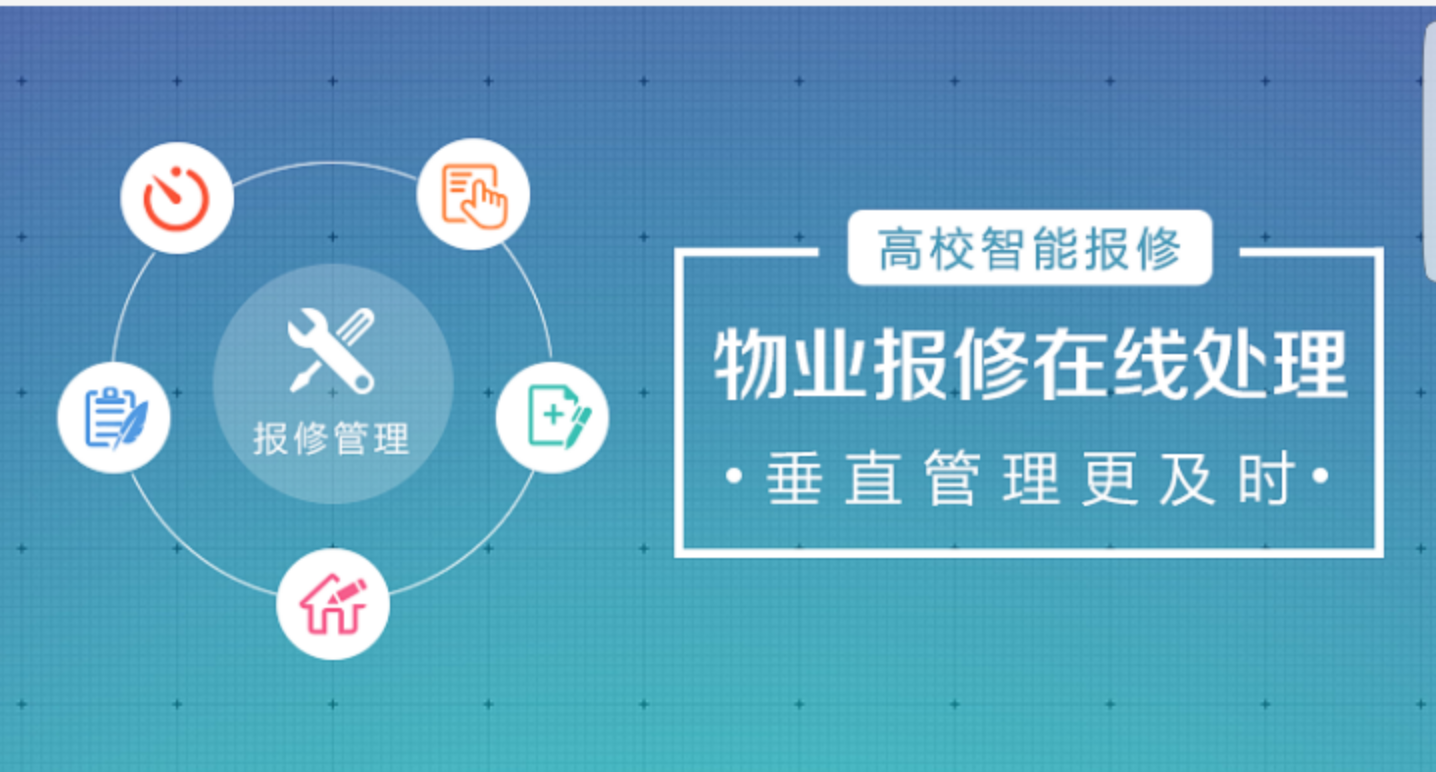 报修管理
高校智能报修
物业报修在线处理
·垂直管理更及时·